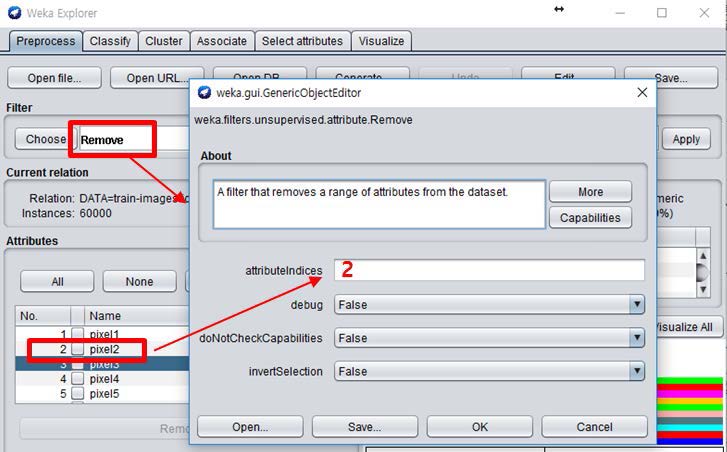 Weka Explorer
Preprocess Classify Cluster Associate Select attributes Visualize
Open file... Open URL... Open DB... Generate... Undo Edit... Save...
weka.gui.GenericObjectEditor
Filter
Choose Remove Apply
weka.filters.unsupervised.attribute.Remove
About
Current relation
Relation: DATA=train-images
Instances: 60000
A filter that removes a range of attributes from the dataset.
More
Capabilities
Attributes
All None
attributeIndices 2
No. Name
debug False
1 pixel1
2 pixel2
doNotCheckCapabilities False
Visualize All
3 pixel3
4 pixel4
invertSelection False
5 pixel5
Open... Save... OK Cancel